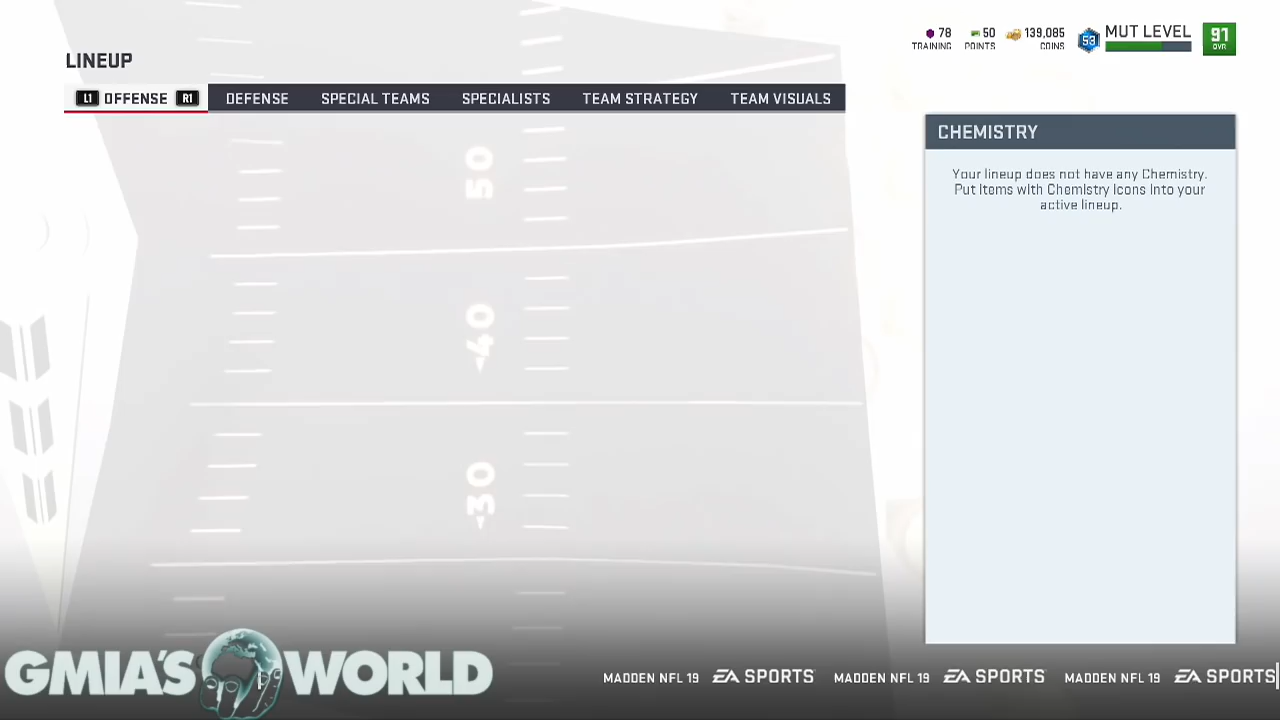 LINEUP
78 TRAINING
50 POINTS
139,085 COINS
53
MUT LEVEL
91 OVR
L1 OFFENSE R1
DEFENSE
SPECIAL TEAMS
SPECIALISTS
TEAM STRATEGY
TEAM VISUALS
CHEMISTRY
Your lineup does not have any Chemistry.
Put items with Chemistry icons into your
active lineup.
50
40
30
GMIA'S WORLD
MADDEN NFL 19 EA SPORTS MADDEN NFL 19 EA SPORTS MADDEN NFL 19 EA SPORTS